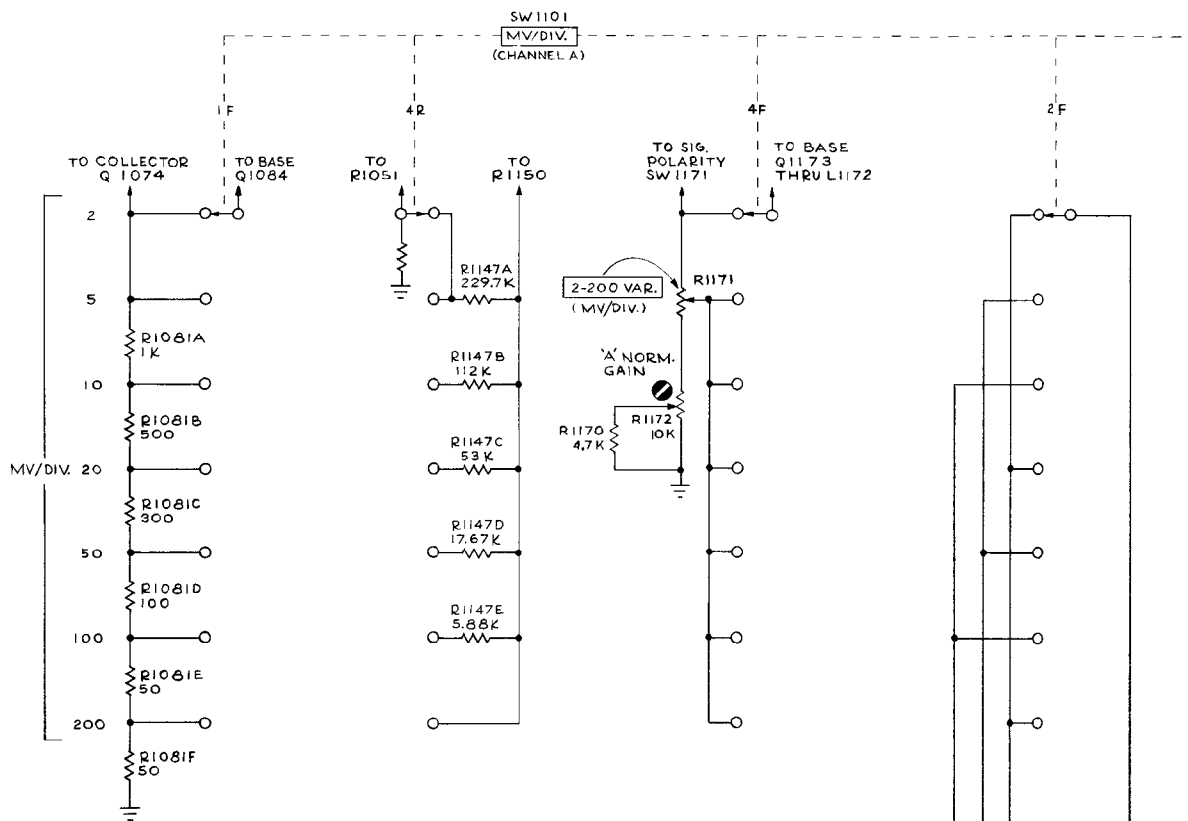 SW1101
MV/DIV.
(CHANNEL A)
1F
4R
4F
2F
TO COLLECTOR
Q1074
TO BASE
Q1084
TO
R1051
TO
R1150
TO SIG.
POLARITY
SW1171
TO BASE
Q1173
THRU L1172
MV/DIV.
2
5
10
20
50
100
200
R1081A
1K
R1081B
500
R1081C
300
R1081D
100
R1081E
50
R1081F
50
R1147A
229.7K
R1147B
112K
R1147C
53K
R1147D
17.67K
R1147E
5.88K
R1171
2-200 VAR.
(MV/DIV.)
'A' NORM.
GAIN
R1172
10K
R1170
4.7K